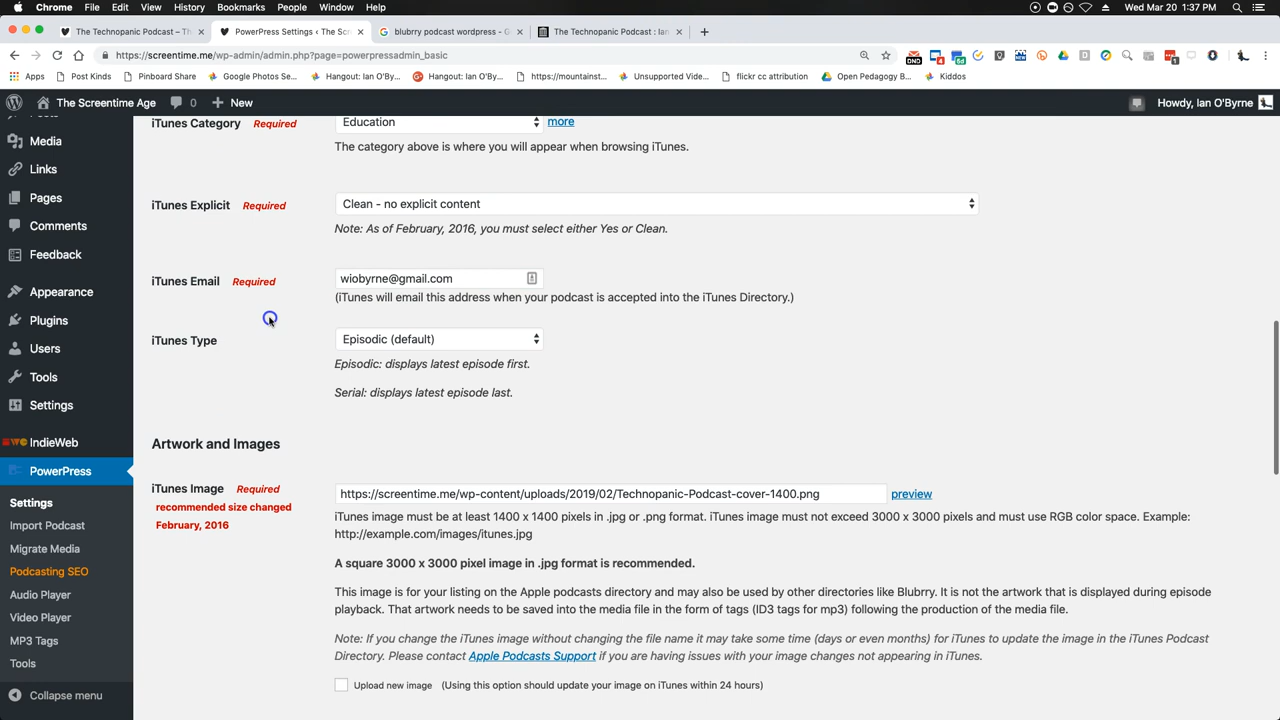 Chrome File Edit View History Bookmarks People Window Help Wed Mar 20 1:37 PM
The Technopanic Podcast – Th PowerPress Settings ‹ The Scr blubrry podcast wordpress - G The Technopanic Podcast : Ian
https://screentime.me/wp-admin/admin.php?page=powerpressadmin_basic
Apps Post Kinds Pinboard Share Google Photos Se... Hangout: Ian O'By... Hangout: Ian O'By... https://mountainst... Unsupported Vide... flickr cc attribution Open Pedagogy B... Kiddos
The Screentime Age 0 New Howdy, Ian O'Byrne
Media
Links
Pages
Comments
Feedback
Appearance
Plugins
Users
Tools
Settings
IndieWeb
PowerPress
Settings
Import Podcast
Migrate Media
Podcasting SEO
Audio Player
Video Player
MP3 Tags
Tools
Collapse menu
iTunes Category Required Education more
The category above is where you will appear when browsing iTunes.
iTunes Explicit Required Clean - no explicit content
Note: As of February, 2016, you must select either Yes or Clean.
iTunes Email Required wiobyrne@gmail.com
(iTunes will email this address when your podcast is accepted into the iTunes Directory.)
iTunes Type Episodic (default)
Episodic: displays latest episode first.
Serial: displays latest episode last.
Artwork and Images
iTunes Image Required https://screentime.me/wp-content/uploads/2019/02/Technopanic-Podcast-cover-1400.png preview
recommended size changed
February, 2016
iTunes image must be at least 1400 x 1400 pixels in .jpg or .png format. iTunes image must not exceed 3000 x 3000 pixels and must use RGB color space. Example:
http://example.com/images/itunes.jpg
A square 3000 x 3000 pixel image in .jpg format is recommended.
This image is for your listing on the Apple podcasts directory and may also be used by other directories like Blubrry. It is not the artwork that is displayed during episode
playback. That artwork needs to be saved into the media file in the form of tags (ID3 tags for mp3) following the production of the media file.
Note: If you change the iTunes image without changing the file name it may take some time (days or even months) for iTunes to update the image in the iTunes Podcast
Directory. Please contact Apple Podcasts Support if you are having issues with your image changes not appearing in iTunes.
Upload new image (Using this option should update your image on iTunes within 24 hours)